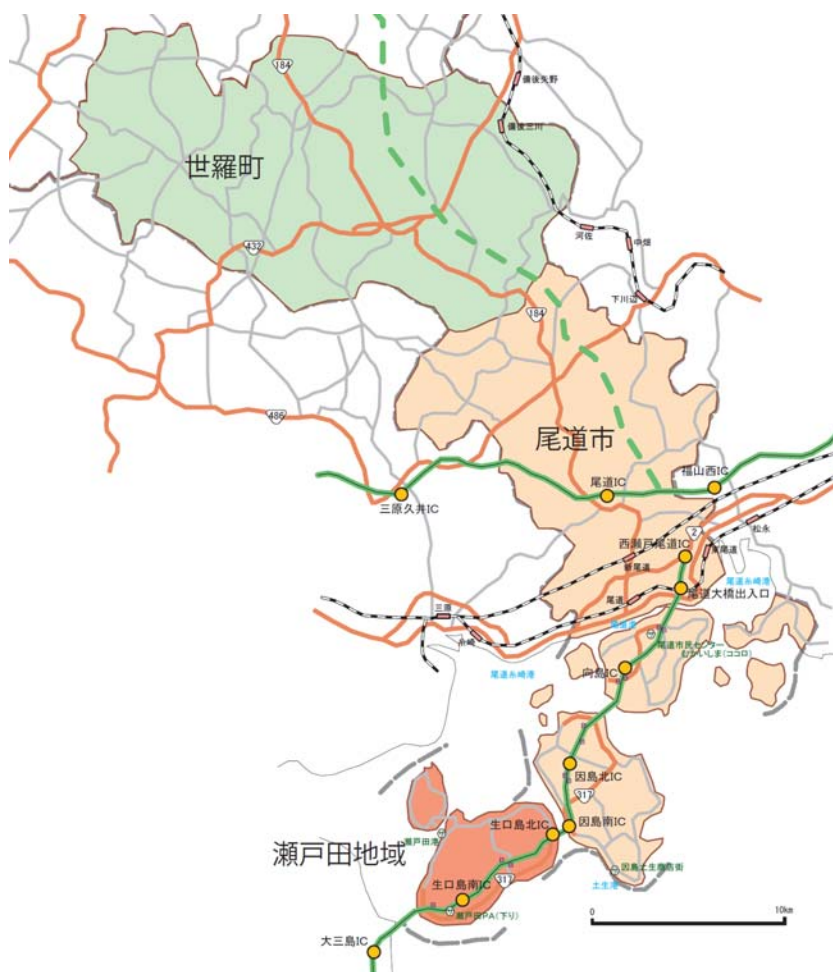 184
備後矢野
備後三川
世羅町
河佐
中畑
432
下川辺
184
486
尾道市
福山西IC
尾道IC
三原久井IC
松永
2
西瀬戸尾道IC
東尾道
新尾道
尾道糸崎港
尾道大橋出入口
尾道
三原
糸崎
尾道市民センター
むかいしま(ココロ)
向島IC
尾道糸崎港
因島北IC
317
因島南IC
生口島北IC
瀬戸田港
瀬戸田地域
因島土生商店街
317
土生港
生口島南IC
瀬戸田PA(下り)
0
10km
大三島IC